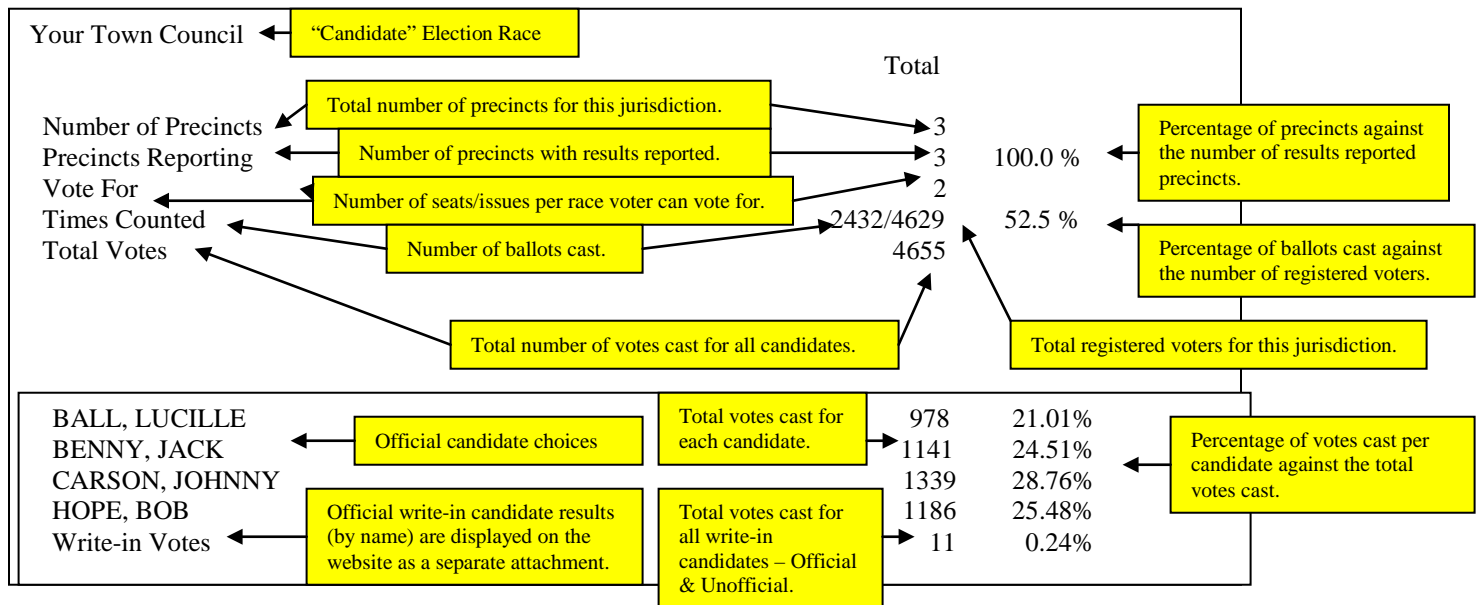 Your Town Council
“Candidate” Election Race
Total
Total number of precincts for this jurisdiction.
Number of Precincts
3
Precincts Reporting
Number of precincts with results reported.
3 100.0 %
Percentage of precincts against
the number of results reported
precincts.
Vote For
Number of seats/issues per race voter can vote for.
2
Times Counted
Number of ballots cast.
2432/4629 52.5 %
Percentage of ballots cast against
the number of registered voters.
Total Votes
4655
Total number of votes cast for all candidates.
Total registered voters for this jurisdiction.
BALL, LUCILLE 978 21.01%
BENNY, JACK 1141 24.51%
CARSON, JOHNNY 1339 28.76%
HOPE, BOB 1186 25.48%
Write-in Votes 11 0.24%
Official candidate choices
Total votes cast for
each candidate.
Percentage of votes cast per
candidate against the total
votes cast.
Official write-in candidate results
(by name) are displayed on the
website as a separate attachment.
Total votes cast for
all write-in
candidates – Official
& Unofficial.